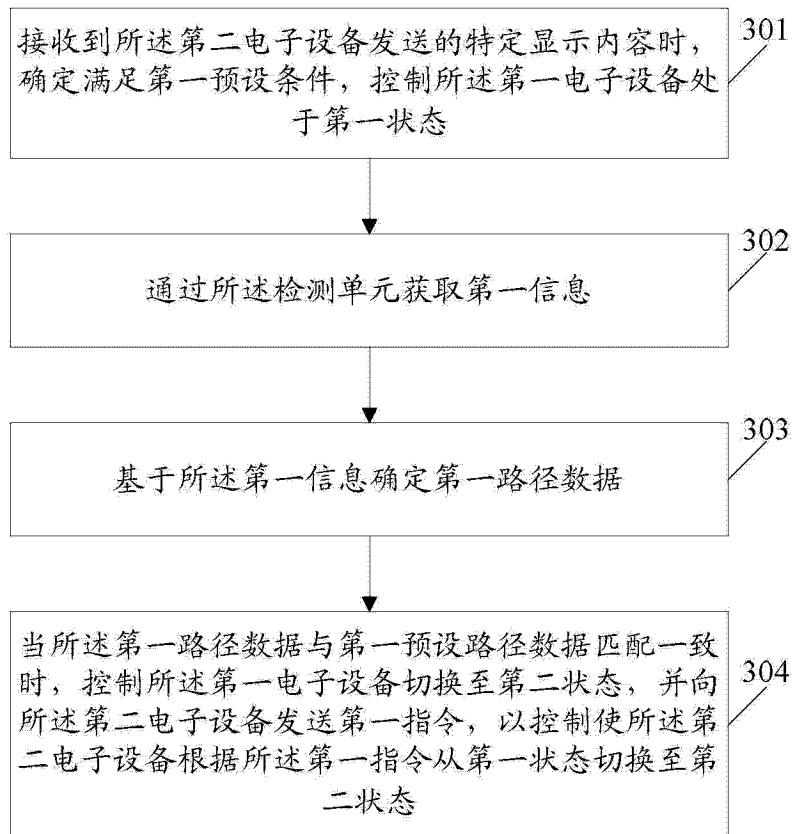 接收到所述第二电子设备发送的特定显示内容时，
确定满足第一预设条件，控制所述第一电子设备处
于第一状态
301
通过所述检测单元获取第一信息
302
基于所述第一信息确定第一路径数据
303
当所述第一路径数据与第一预设路径数据匹配一致
时，控制所述第一电子设备切换至第二状态，并向
所述第二电子设备发送第一指令，以控制使所述第
二电子设备根据所述第一指令从第一状态切换至第
二状态
304